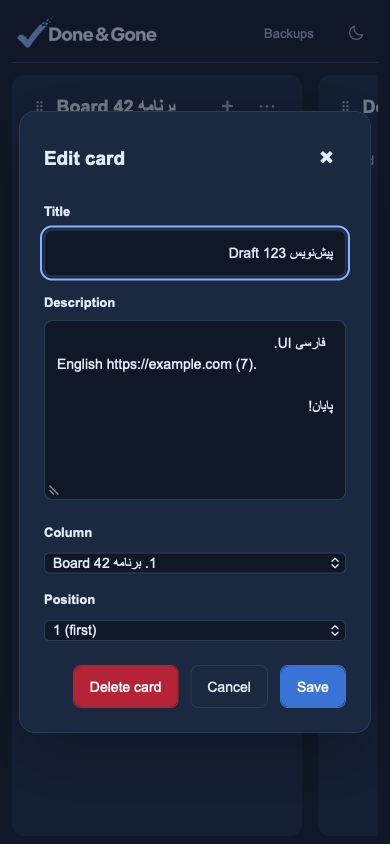 Done & Gone
Backups
برنامه Board 42
Edit card
Title
پیش‌نویس Draft 123
Description
فارسی UI.
English https://example.com (7).
پایان!
Column
1. برنامه Board 42
Position
1 (first)
Delete card
Cancel
Save